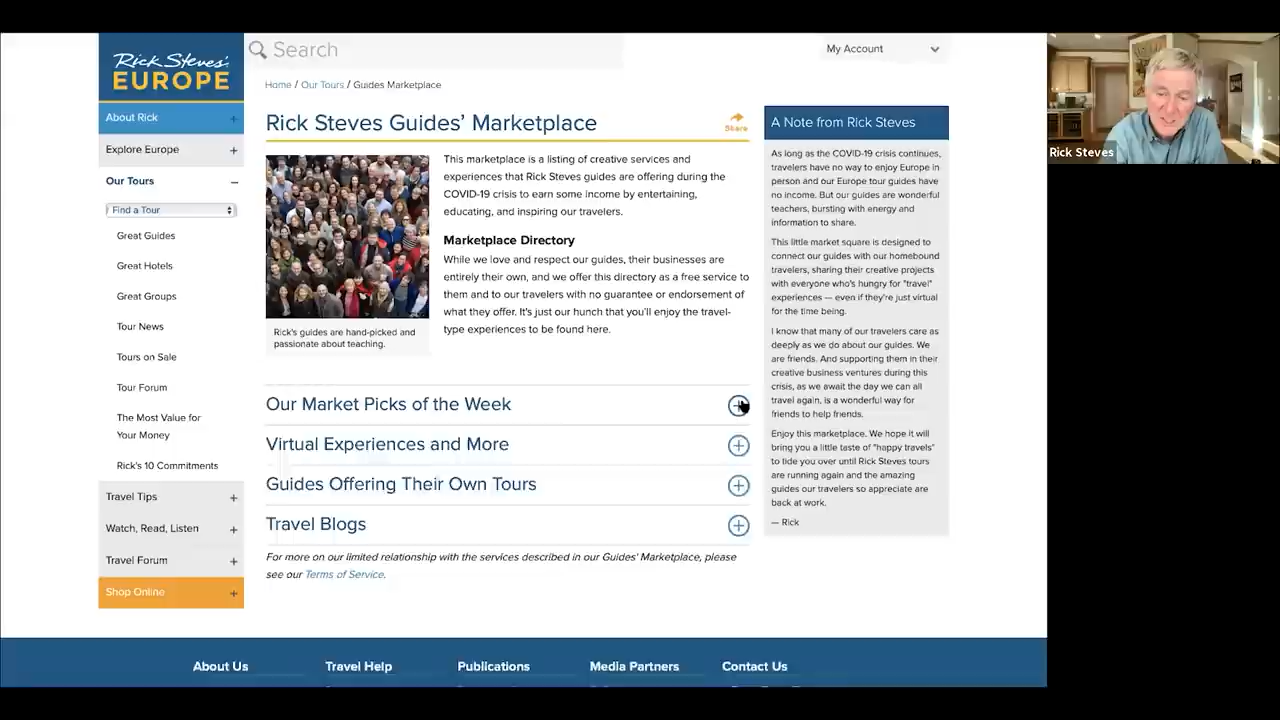 Rick Steves'
EUROPE
Search
My Account
About Rick +
Explore Europe +
Our Tours −
Find a Tour
Great Guides
Great Hotels
Great Groups
Tour News
Tours on Sale
Tour Forum
The Most Value for
Your Money
Rick's 10 Commitments
Travel Tips +
Watch, Read, Listen +
Travel Forum +
Shop Online +
Home / Our Tours / Guides Marketplace
Rick Steves Guides' Marketplace
Share
Rick's guides are hand-picked and
passionate about teaching.
This marketplace is a listing of creative services and
experiences that Rick Steves guides are offering during the
COVID-19 crisis to earn some income by entertaining,
educating, and inspiring our travelers.
Marketplace Directory
While we love and respect our guides, their businesses are
entirely their own, and we offer this directory as a free service to
them and to our travelers with no guarantee or endorsement of
what they offer. It's just our hunch that you'll enjoy the travel-
type experiences to be found here.
Our Market Picks of the Week
Virtual Experiences and More
Guides Offering Their Own Tours
Travel Blogs
For more on our limited relationship with the services described in our Guides' Marketplace, please
see our Terms of Service.
A Note from Rick Steves
As long as the COVID-19 crisis continues,
travelers have no way to enjoy Europe in
person and our Europe tour guides have
no income. But our guides are wonderful
teachers, bursting with energy and
information to share.
This little market square is designed to
connect our guides with our homebound
travelers, sharing their creative projects
with everyone who's hungry for "travel"
experiences — even if they're just virtual
for the time being.
I know that many of our travelers care as
deeply as we do about our guides. We
are friends. And supporting them in their
creative business ventures during this
crisis, as we await the day we can all
travel again, is a wonderful way for
friends to help friends.
Enjoy this marketplace. We hope it will
bring you a little taste of "happy travels"
to tide you over until Rick Steves tours
are running again and the amazing
guides our travelers so appreciate are
back at work.
— Rick
About Us
Travel Help
Publications
Media Partners
Contact Us
Rick Steves